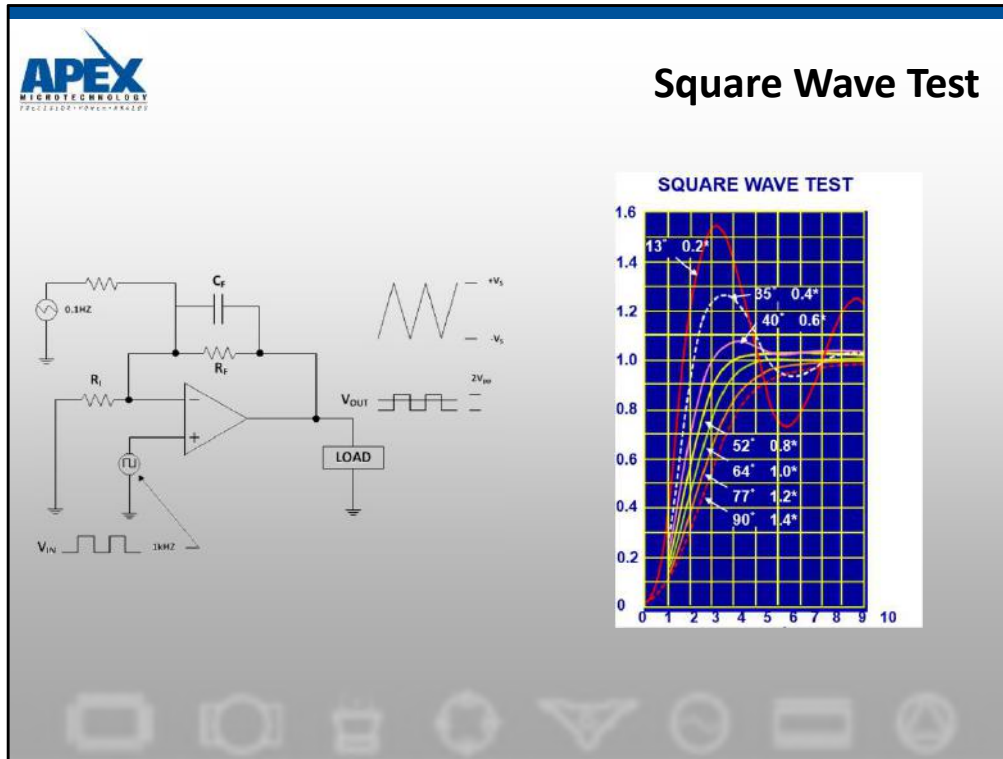 APEX
MICROTECHNOLOGY
PRECISION • POWER • ANALOG
Square Wave Test
0.1HZ
CF
RF
RI
−
+
VOUT
+VS
-VS
2Vpp
LOAD
VIN
1kHZ
SQUARE WAVE TEST
1.6
1.4
1.2
1.0
0.8
0.6
0.4
0.2
0
13° 0.2*
35° 0.4*
40° 0.6*
52° 0.8*
64° 1.0*
77° 1.2*
90° 1.4*
0 1 2 3 4 5 6 7 8 9 10